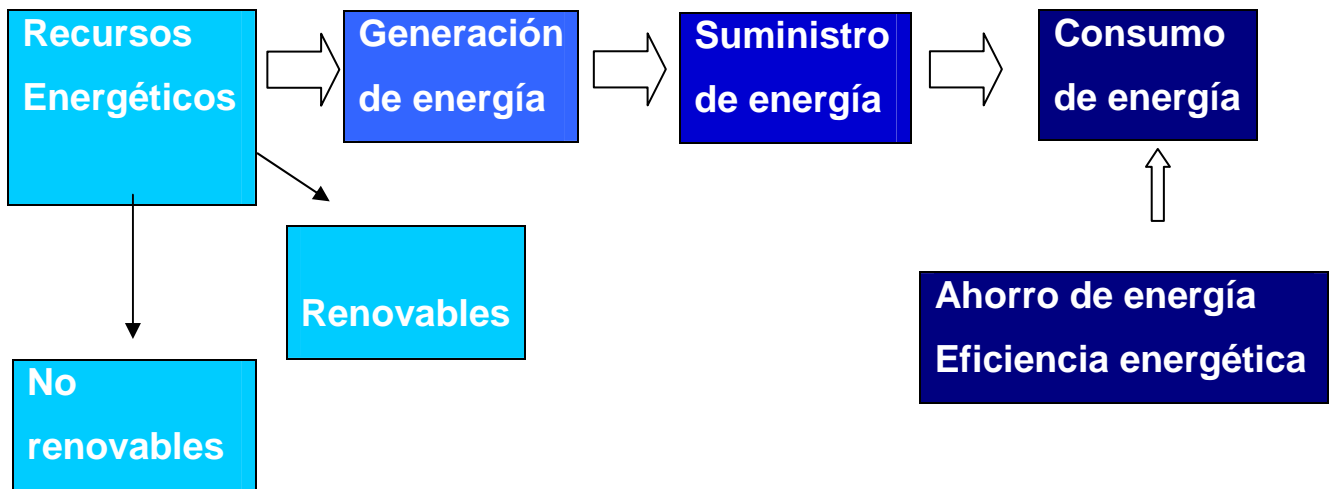 Recursos
Energéticos
Generación
de energía
Suministro
de energía
Consumo
de energía
Renovables
Ahorro de energía
Eficiencia energética
No
renovables